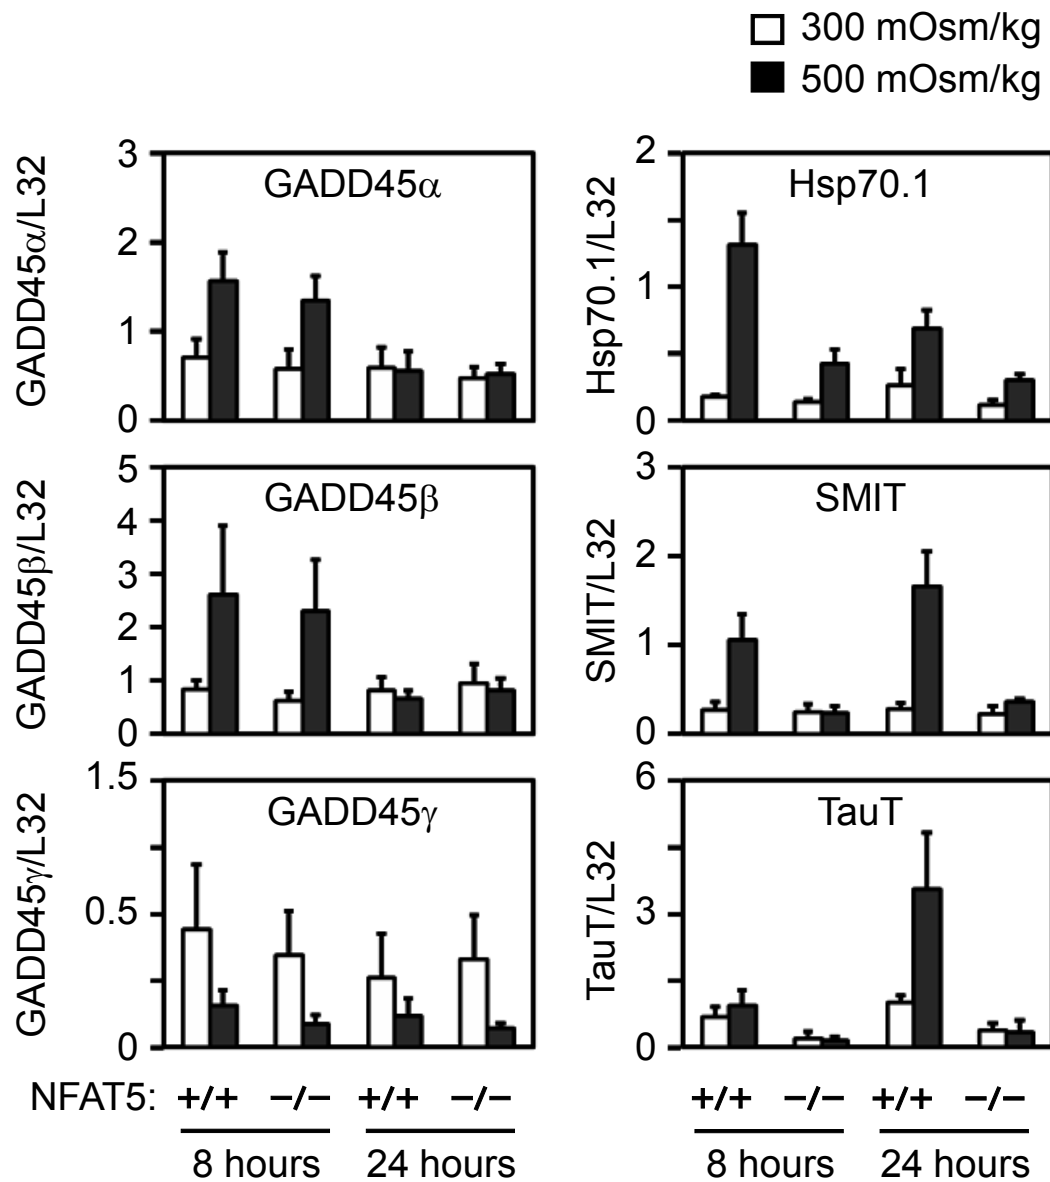 300 mOsm/kg
500 mOsm/kg
GADD45α/L32
3
2
1
0
GADD45α
Hsp70.1/L32
2
1
0
Hsp70.1
GADD45β/L32
5
4
3
2
1
0
GADD45β
SMIT/L32
3
2
1
0
SMIT
GADD45γ/L32
1.5
0.5
0
GADD45γ
TauT/L32
6
3
0
TauT
NFAT5: +/+ −/− +/+ −/− +/+ −/− +/+ −/−
8 hours 24 hours 8 hours 24 hours